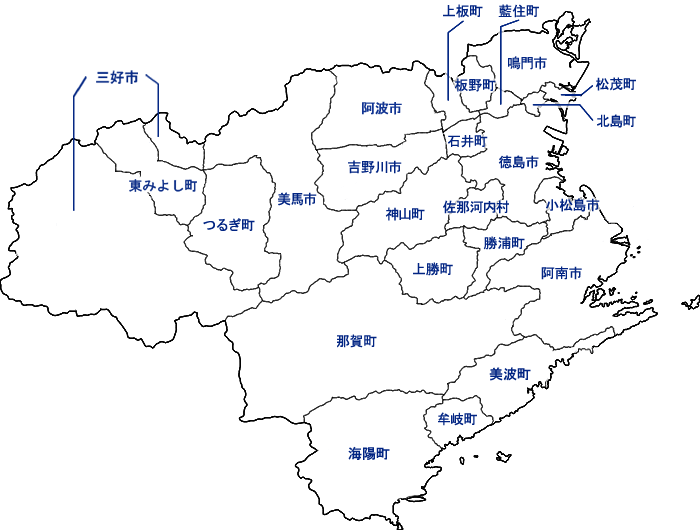 上板町
藍住町
鳴門市
三好市
板野町
松茂町
阿波市
北島町
石井町
徳島市
吉野川市
東みよし町
美馬市
佐那河内村
小松島市
神山町
つるぎ町
勝浦町
上勝町
阿南市
那賀町
美波町
牟岐町
海陽町